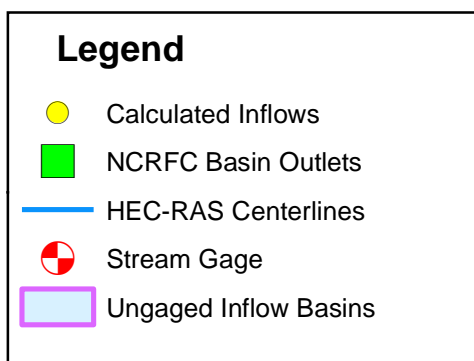 Legend
Calculated Inflows
NCRFC Basin Outlets
HEC-RAS Centerlines
Stream Gage
Ungaged Inflow Basins